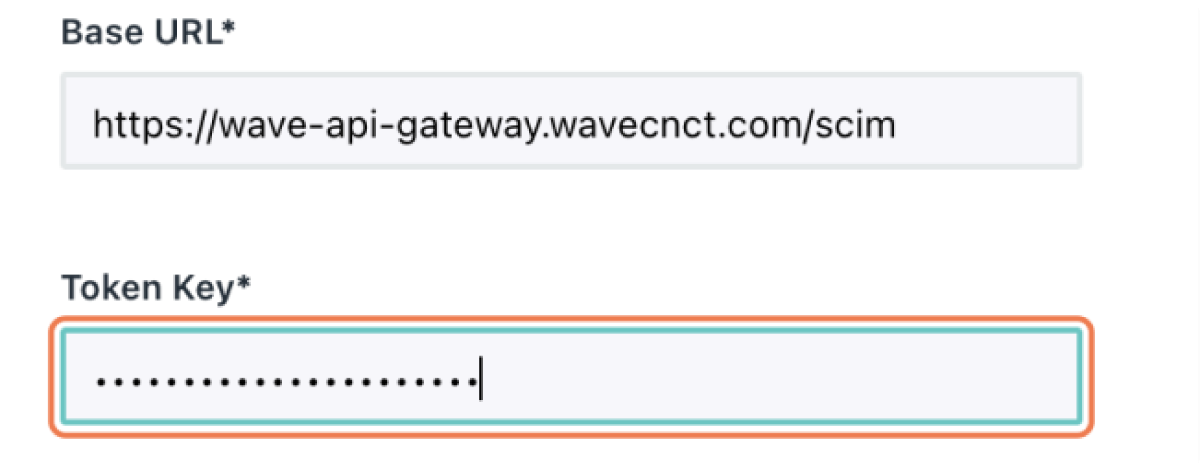 Base URL*
https://wave-api-gateway.wavecnct.com/scim
Token Key*
••••••••••••••••••••••